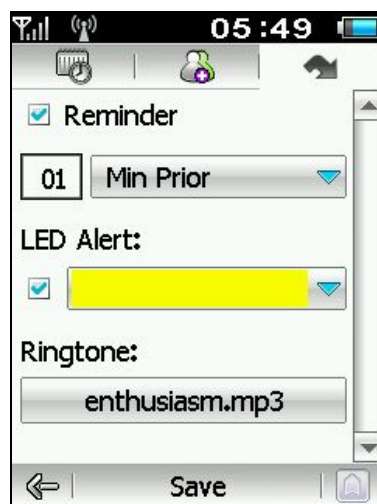 05:49
Reminder
01 Min Prior
LED Alert:
Ringtone:
enthusiasm.mp3
Save